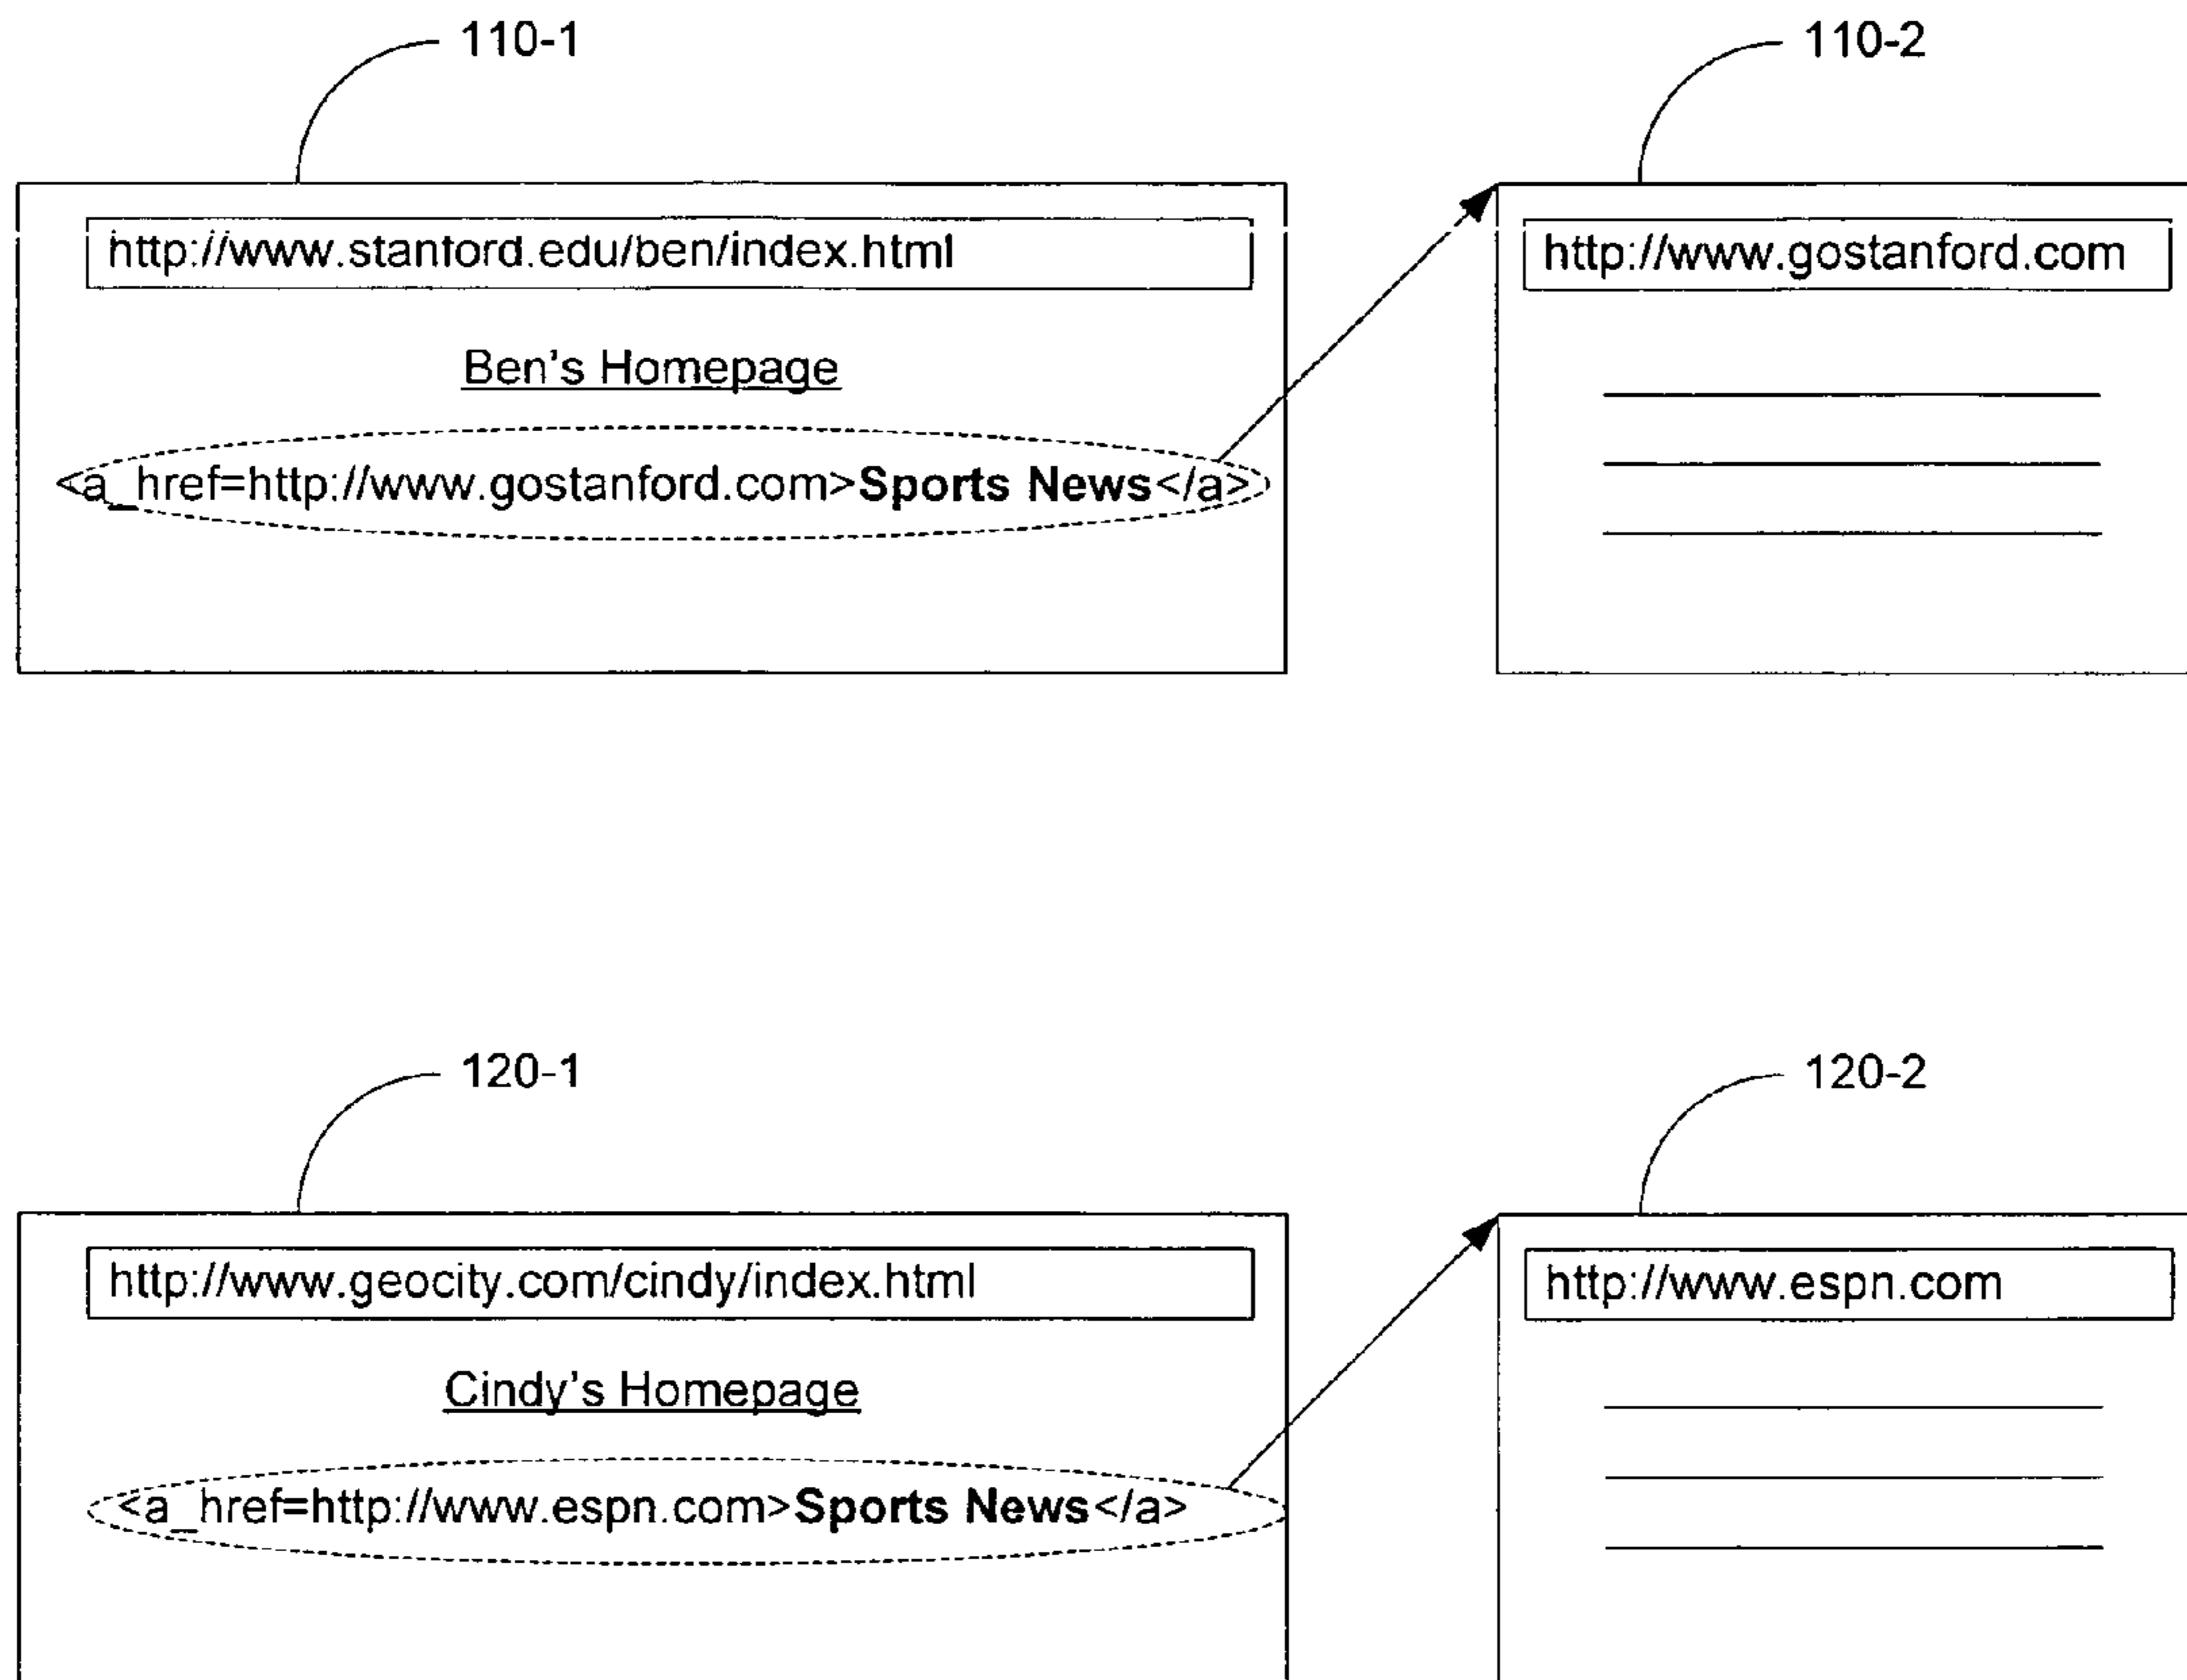 110-1
110-2
http://www.stanford.edu/ben/index.html
http://www.gostanford.com
Ben's Homepage
<a_href=http://www.gostanford.com>Sports News</a>
120-1
120-2
http://www.geocity.com/cindy/index.html
http://www.espn.com
Cindy's Homepage
<a_href=http://www.espn.com>Sports News</a>